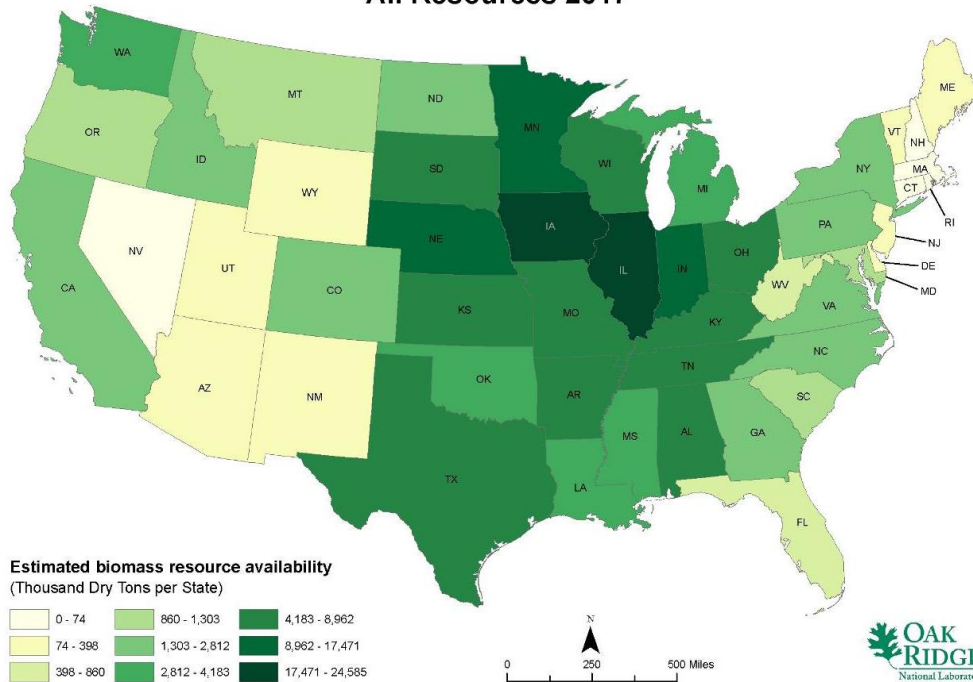 WA
MT
ND
MN
ME
OR
ID
VT
NH
SD
WI
NY
MA
WY
MI
CT
RI
IA
PA
NE
NJ
NV
OH
UT
IL
IN
DE
CA
CO
WV
MD
KS
MO
KY
VA
NC
TN
AZ
NM
OK
AR
SC
MS
AL
GA
TX
LA
FL
Estimated biomass resource availability
(Thousand Dry Tons per State)
0 - 74
860 - 1,303
4,183 - 8,962
74 - 398
1,303 - 2,812
8,962 - 17,471
398 - 860
2,812 - 4,183
17,471 - 24,585
N
0 250 500 Miles
OAK
RIDGE
National Laborat